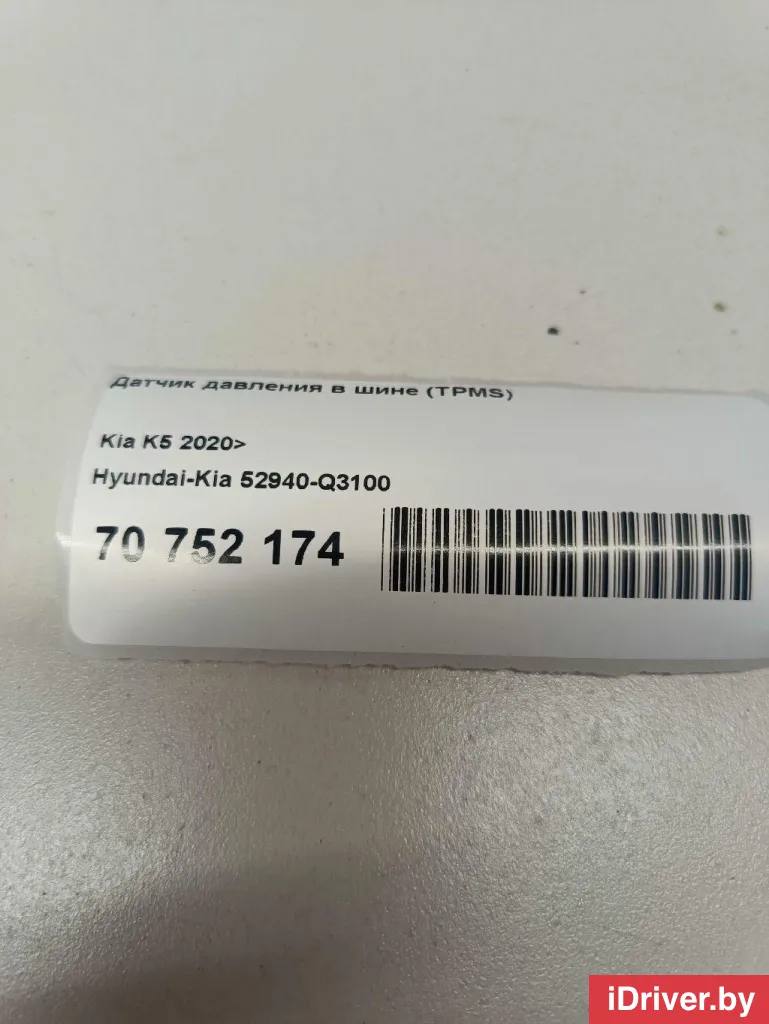 Датчик давления в шине (TPMS)
Kia K5 2020>
Hyundai-Kia 52940-Q3100
70 752 174
iDriver.by